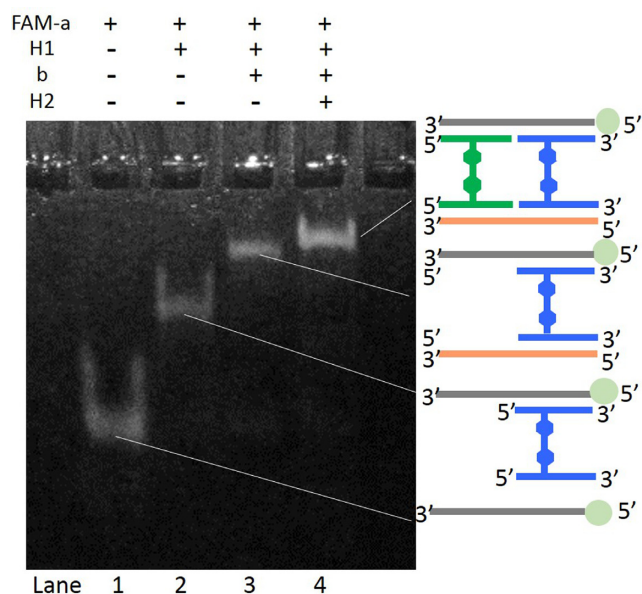 FAM-a + + + +
H1 - + + +
b - - + +
H2 - - - +
3’ 5’
5’ 3’
5’ 3’
3’ 5’
3’ 5’
5’ 3’
5’ 3’
3’ 5’
3’ 5’
5’ 3’
5’ 3’
3’ 5’
Lane 1 2 3 4